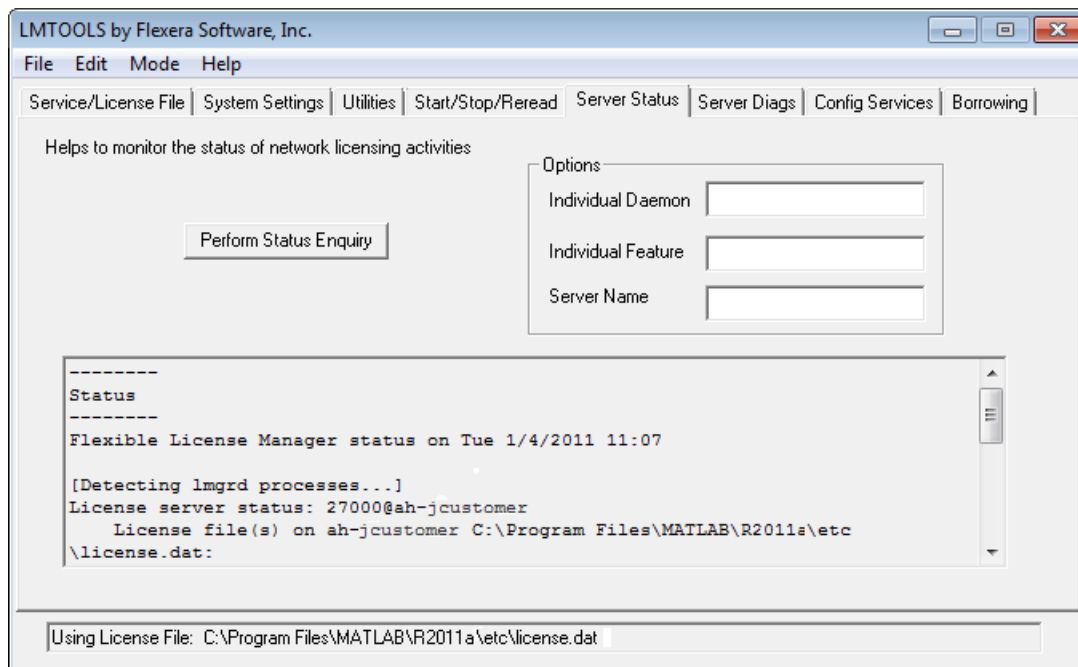 LMTOOLS by Flexera Software, Inc.
File Edit Mode Help
Service/License File System Settings Utilities Start/Stop/Reread Server Status Server Diags Config Services Borrowing
Helps to monitor the status of network licensing activities
Options
Individual Daemon
Perform Status Enquiry
Individual Feature
Server Name
--------
Status
--------
Flexible License Manager status on Tue 1/4/2011 11:07
[Detecting lmgrd processes...]
License server status: 27000@ah-jcustomer
License file(s) on ah-jcustomer C:\Program Files\MATLAB\R2011a\etc
\license.dat:
Using License File: C:\Program Files\MATLAB\R2011a\etc\license.dat